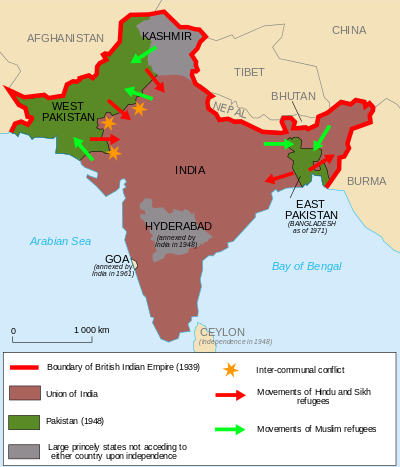 AFGHANISTAN
KASHMIR
CHINA
TIBET
WEST
PAKISTAN
NEPAL
BHUTAN
INDIA
BURMA
EAST
PAKISTAN
(BANGLADESH
as of 1971)
HYDERABAD
(annexed by
India in 1948)
Arabian Sea
GOA
(annexed by
India in 1961)
Bay of Bengal
0
1 000 km
CEYLON
(independence in 1948)
Boundary of British Indian Empire (1939)
Union of India
Pakistan (1948)
Large princely states not acceding to
either country upon independence
Inter-communal conflict
Movements of Hindu and Sikh
refugees
Movements of Muslim refugees